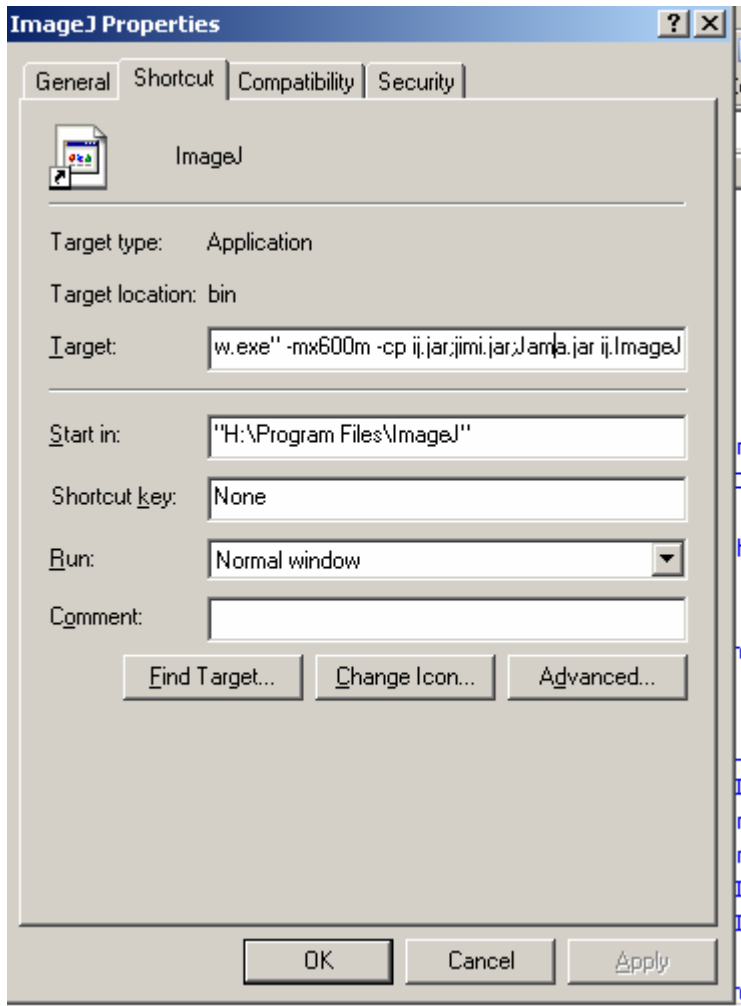 ImageJ Properties
General Shortcut Compatibility Security
ImageJ
Target type: Application
Target location: bin
Target: w.exe" -mx600m -cp ij.jar;jimi.jar;Jama.jar ij.ImageJ
Start in: "H:\Program Files\ImageJ"
Shortcut key: None
Run: Normal window
Comment:
Find Target... Change Icon... Advanced...
OK Cancel Apply